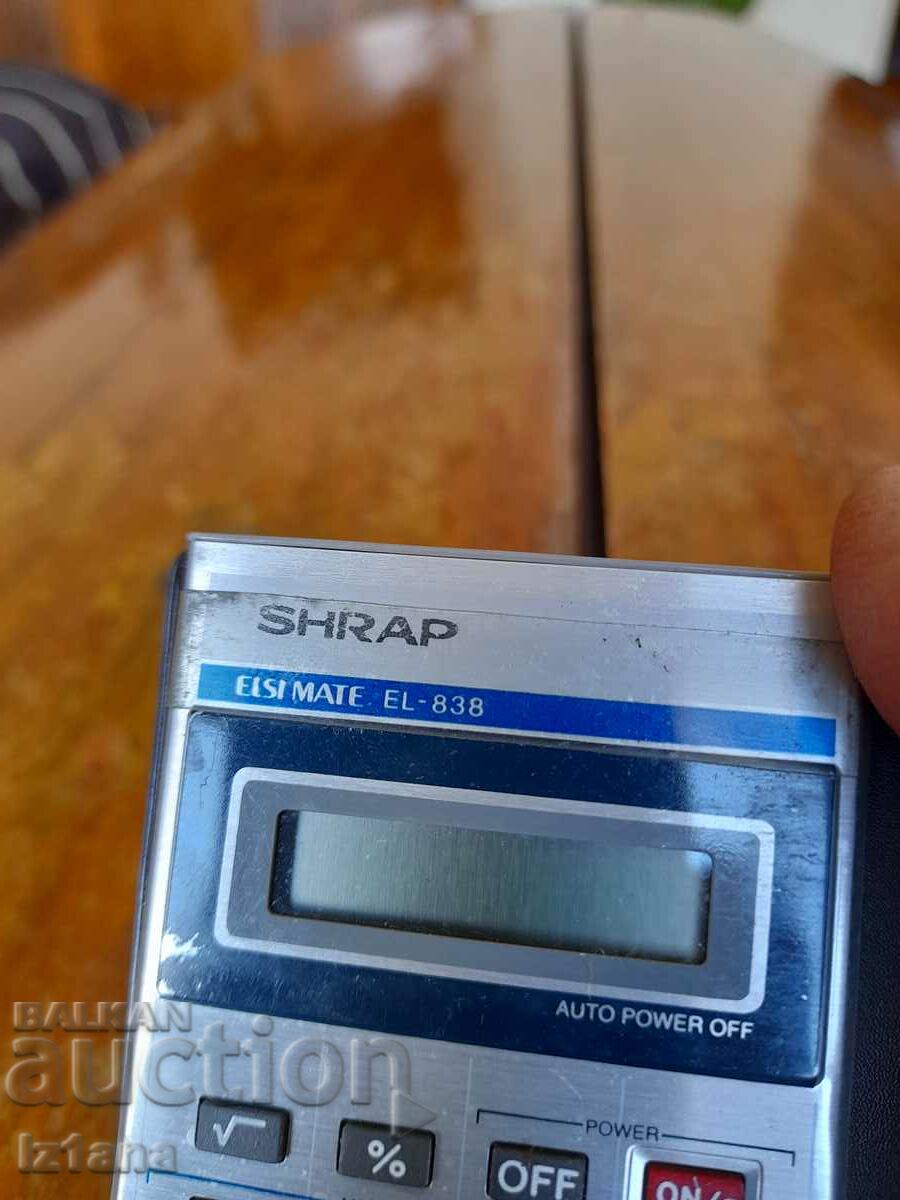 SHRAP
ELSI MATE EL-838
AUTO POWER OFF
BALKAN
auction
iz1ana
√
%
POWER
OFF